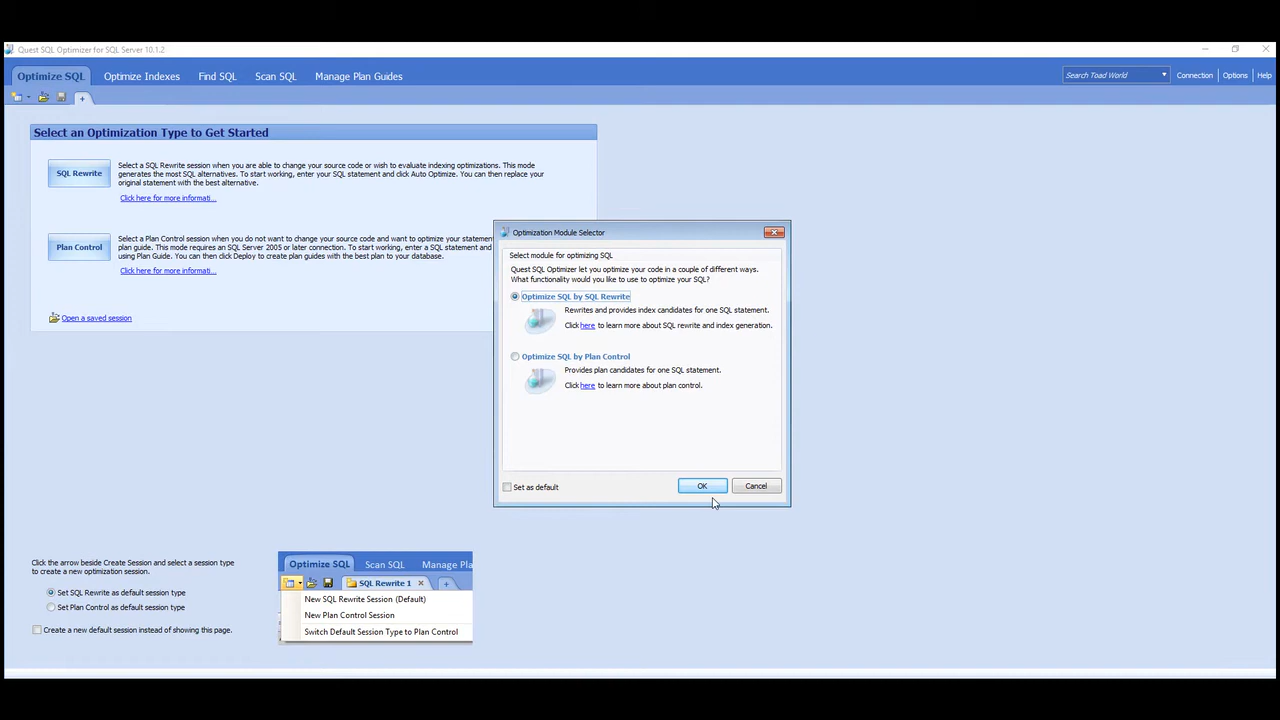 Quest SQL Optimizer for SQL Server 10.1.2
Optimize SQL
Optimize Indexes
Find SQL
Scan SQL
Manage Plan Guides
Search Toad World
Connection
Options
Help
+
Select an Optimization Type to Get Started
SQL Rewrite
Select a SQL Rewrite session when you are able to change your source code or wish to evaluate indexing optimizations. This mode
generates the most SQL alternatives. To start working, enter your SQL statement and click Auto Optimize. You can then replace your
original statement with the best alternative.
Click here for more informati...
Plan Control
Select a Plan Control session when you do not want to change your source code and want to optimize your statement
plan guide. This mode requires an SQL Server 2005 or later connection. To start working, enter a SQL statement and
using Plan Guide. You can then click Deploy to create plan guides with the best plan to your database.
Click here for more informati...
Open a saved session
Optimization Module Selector
Select module for optimizing SQL
Quest SQL Optimizer let you optimize your code in a couple of different ways.
What functionality would you like to use to optimize your SQL?
Optimize SQL by SQL Rewrite
Rewrites and provides index candidates for one SQL statement.
Click here to learn more about SQL rewrite and index generation.
Optimize SQL by Plan Control
Provides plan candidates for one SQL statement.
Click here to learn more about plan control.
Set as default
OK
Cancel
Click the arrow beside Create Session and select a session type
to create a new optimization session.
Set SQL Rewrite as default session type
Set Plan Control as default session type
Create a new default session instead of showing this page.
Optimize SQL
Scan SQL
Manage Pla
SQL Rewrite 1
+
New SQL Rewrite Session (Default)
New Plan Control Session
Switch Default Session Type to Plan Control